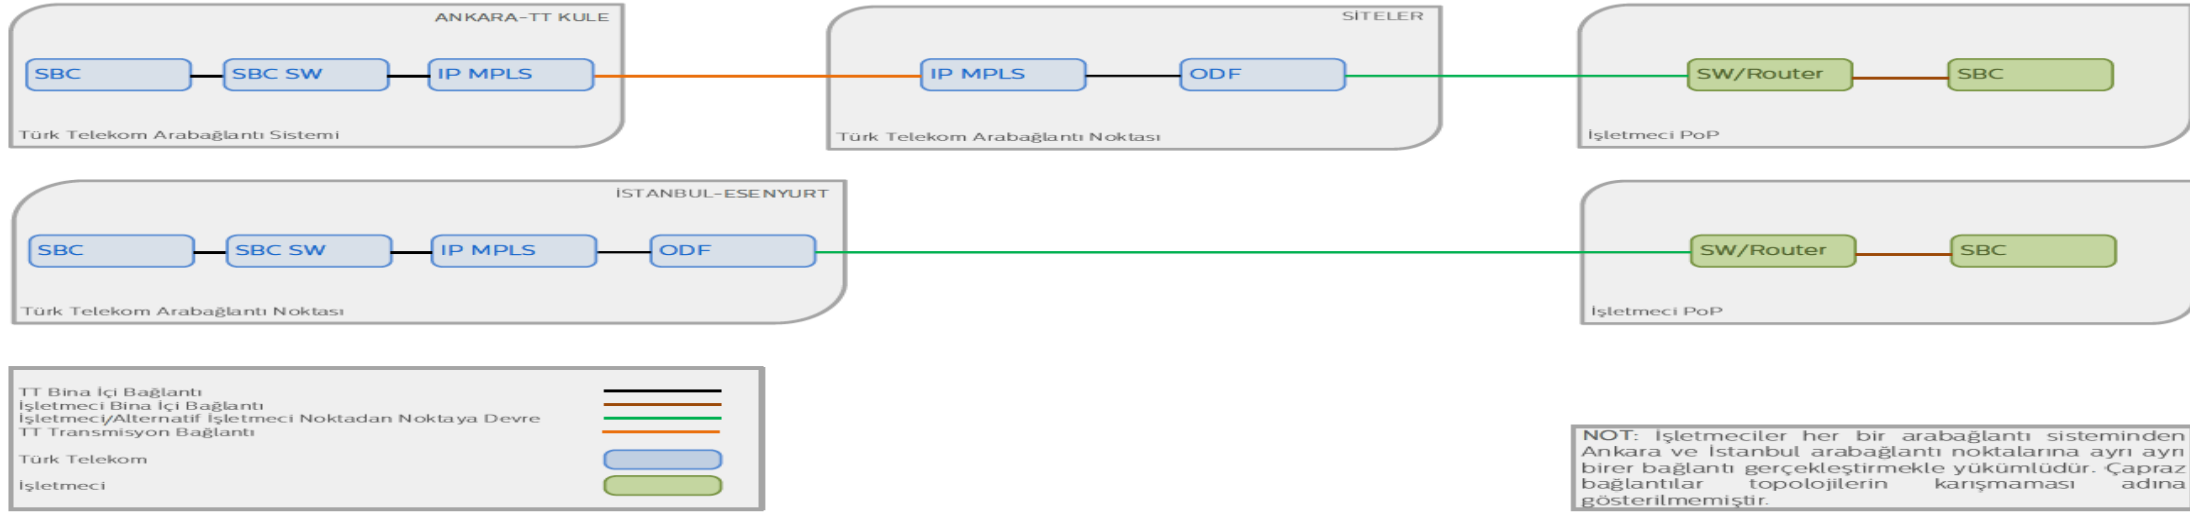 ANKARA-TT KULE
SBC
SBC SW
IP MPLS
Türk Telekom Arabağlantı Sistemi
SİTELER
IP MPLS
ODF
Türk Telekom Arabağlantı Noktası
SW/Router
SBC
İşletmeci PoP
İSTANBUL-ESENYURT
SBC
SBC SW
IP MPLS
ODF
Türk Telekom Arabağlantı Noktası
SW/Router
SBC
İşletmeci PoP
TT Bina İçi Bağlantı
İşletmeci Bina İçi Bağlantı
İşletmeci/Alternatif İşletmeci Noktadan Noktaya Devre
TT Transmisyon Bağlantı
Türk Telekom
İşletmeci
NOT: İşletmeciler her bir arabağlantı sisteminden
Ankara ve İstanbul arabağlantı noktalarına ayrı ayrı
birer bağlantı gerçekleştirmekle yükümlüdür. Çapraz
bağlantılar topolojilerin karışmaması adına
gösterilmemiştir.